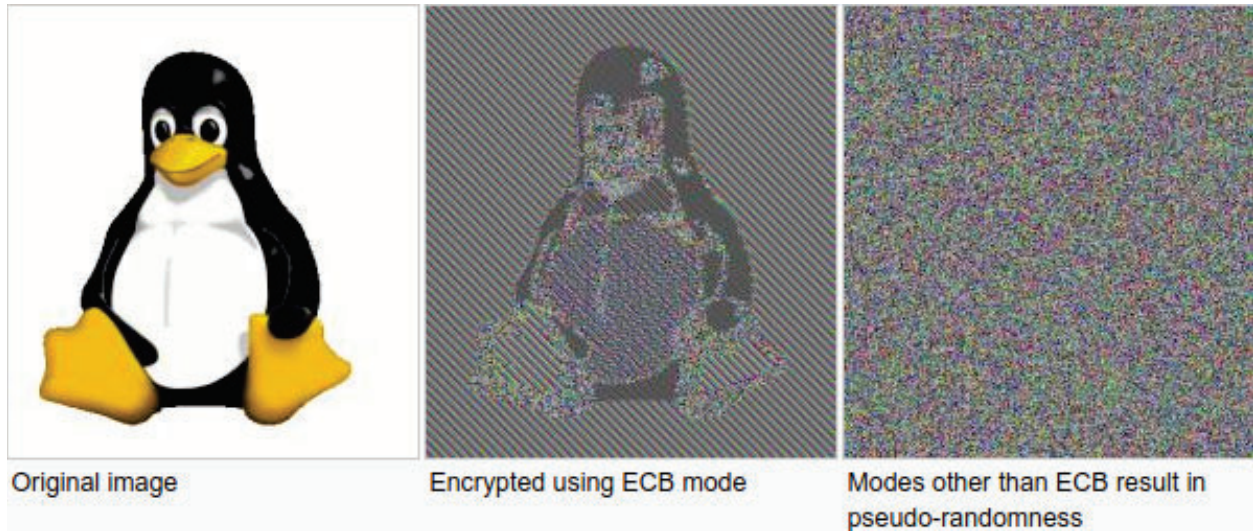 Original image
Encrypted using ECB mode
Modes other than ECB result in
pseudo-randomness